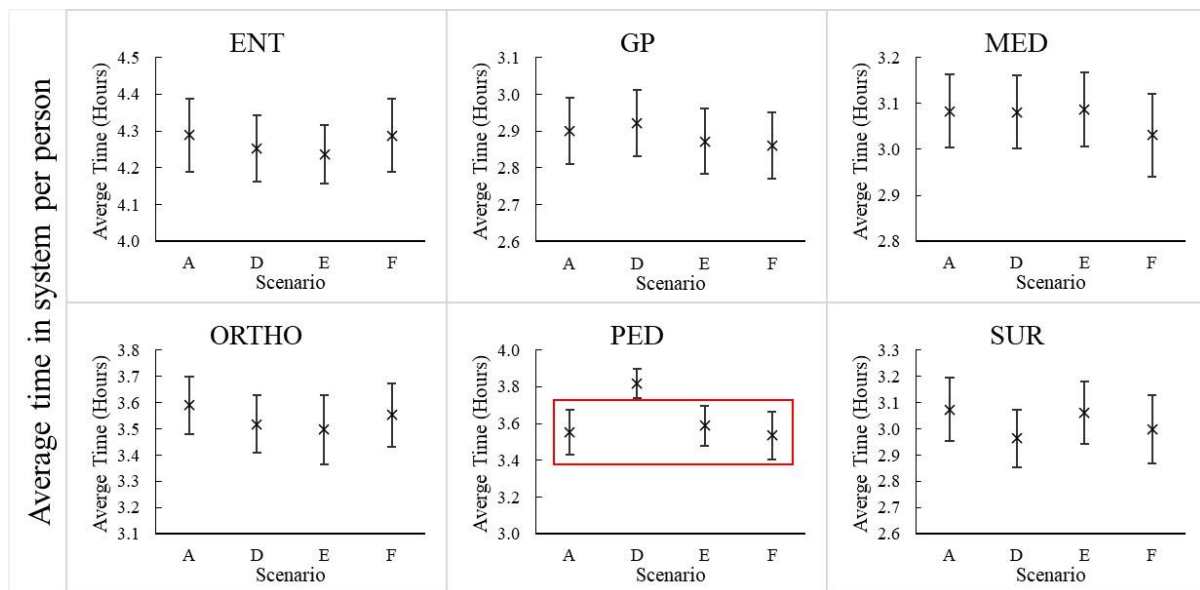 Average time in system per person
ENT
Averge Time (Hours)
4.5
4.4
4.3
4.2
4.1
4.0
A D E F
Scenario
GP
Averge Time (Hours)
3.1
3.0
2.9
2.8
2.7
2.6
A D E F
Scenario
MED
Averge Time (Hours)
3.2
3.1
3.0
2.9
2.8
A D E F
Scenario
ORTHO
Averge Time (Hours)
3.8
3.7
3.6
3.5
3.4
3.3
3.2
3.1
A D E F
Scenario
PED
Averge Time (Hours)
4.0
3.8
3.6
3.4
3.2
3.0
A D E F
Scenario
SUR
Averge Time (Hours)
3.3
3.2
3.1
3.0
2.9
2.8
2.7
2.6
A D E F
Scenario